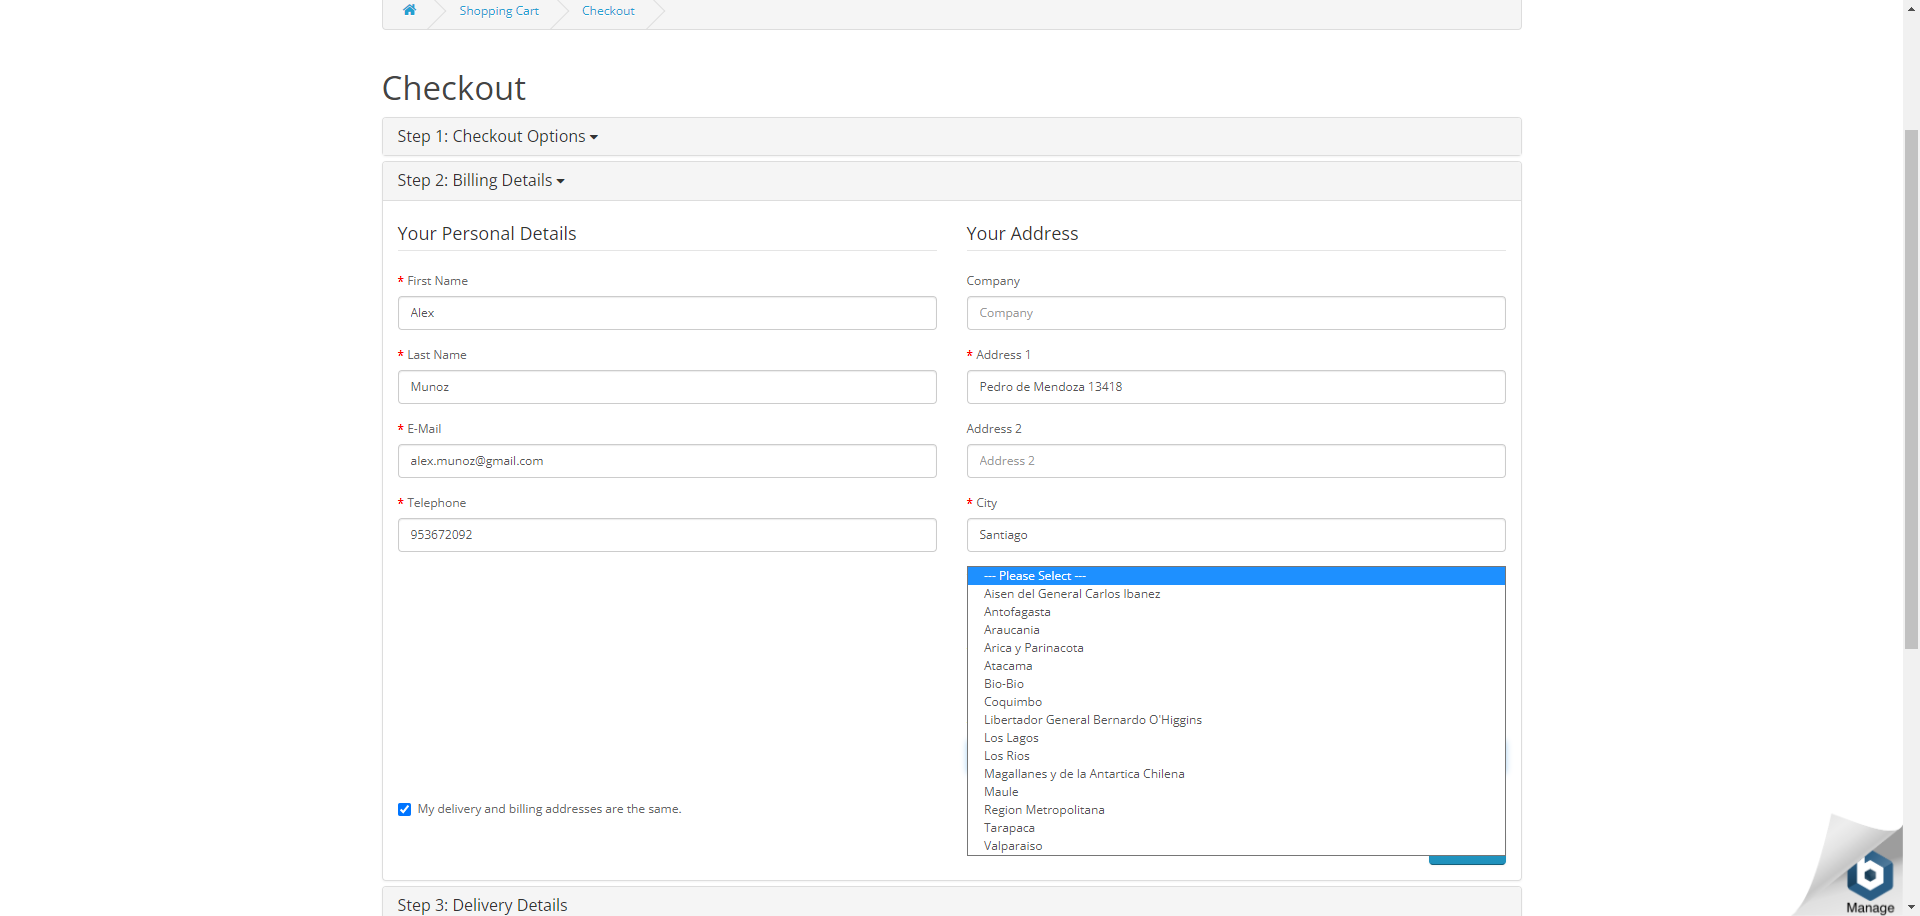 Shopping Cart
Checkout
Checkout
Step 1: Checkout Options
Step 2: Billing Details
Your Personal Details
* First Name
Alex
* Last Name
Munoz
* E-Mail
alex.munoz@gmail.com
* Telephone
953672092
Your Address
Company
Company
* Address 1
Pedro de Mendoza 13418
Address 2
Address 2
* City
Santiago
--- Please Select ---
Aisen del General Carlos Ibanez
Antofagasta
Araucania
Arica y Parinacota
Atacama
Bio-Bio
Coquimbo
Libertador General Bernardo O'Higgins
Los Lagos
Los Rios
Magallanes y de la Antartica Chilena
Maule
Region Metropolitana
Tarapaca
Valparaiso
My delivery and billing addresses are the same.
Step 3: Delivery Details
b
Manage